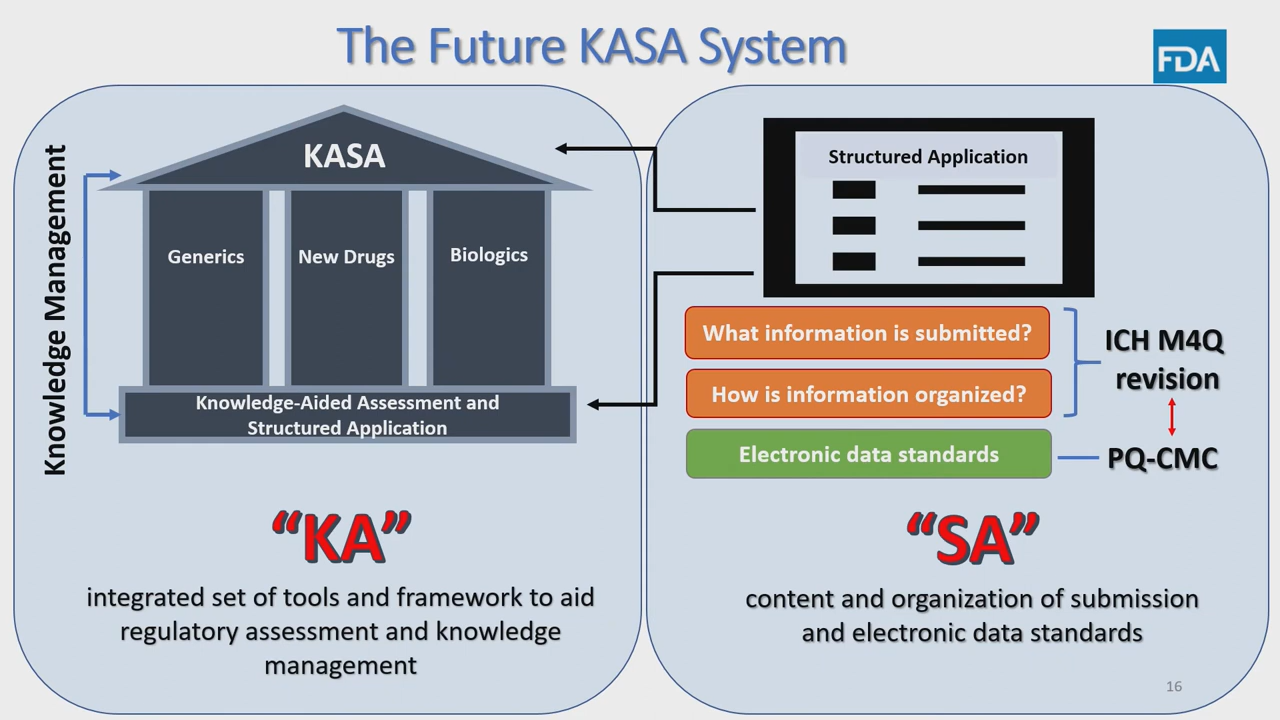 The Future KASA System
FDA
Knowledge Management
KASA
Generics
New Drugs
Biologics
Knowledge-Aided Assessment and
Structured Application
“KA”
integrated set of tools and framework to aid
regulatory assessment and knowledge
management
Structured Application
What information is submitted?
How is information organized?
Electronic data standards
ICH M4Q
revision
PQ-CMC
“SA”
content and organization of submission
and electronic data standards
16